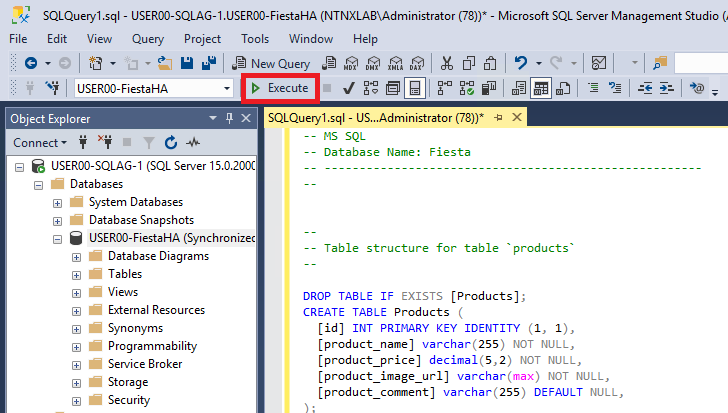 SQLQuery1.sql - USER00-SQLAG-1.USER00-FiestaHA (NTNXLAB\Administrator (78))* - Microsoft SQL Server Management Studio (A
File Edit View Query Project Tools Window Help
New Query MDX DMX XMLA DAX
USER00-FiestaHA Execute
Object Explorer
SQLQuery1.sql - US...Administrator (78))*
Connect
USER00-SQLAG-1 (SQL Server 15.0.2000
Databases
System Databases
Database Snapshots
USER00-FiestaHA (Synchronized
Database Diagrams
Tables
Views
External Resources
Synonyms
Programmability
Service Broker
Storage
Security
-- MS SQL
-- Database Name: Fiesta
-- ------------------------------------------------------
--
--
-- Table structure for table `products`
--
DROP TABLE IF EXISTS [Products];
CREATE TABLE Products (
[id] INT PRIMARY KEY IDENTITY (1, 1),
[product_name] varchar(255) NOT NULL,
[product_price] decimal(5,2) NOT NULL,
[product_image_url] varchar(max) NOT NULL,
[product_comment] varchar(255) DEFAULT NULL,
);